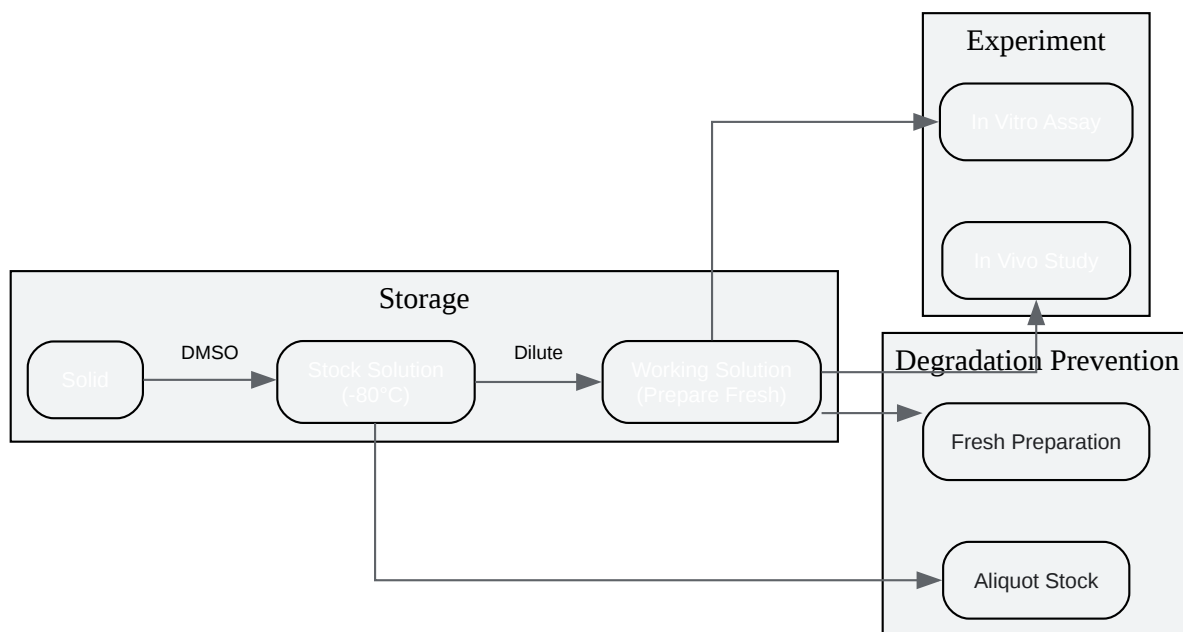 Experiment
In Vitro Assay
In Vivo Study
Storage
Solid
DMSO
Stock Solution
(-80°C)
Dilute
Working Solution
(Prepare Fresh)
Degradation Prevention
Fresh Preparation
Aliquot Stock